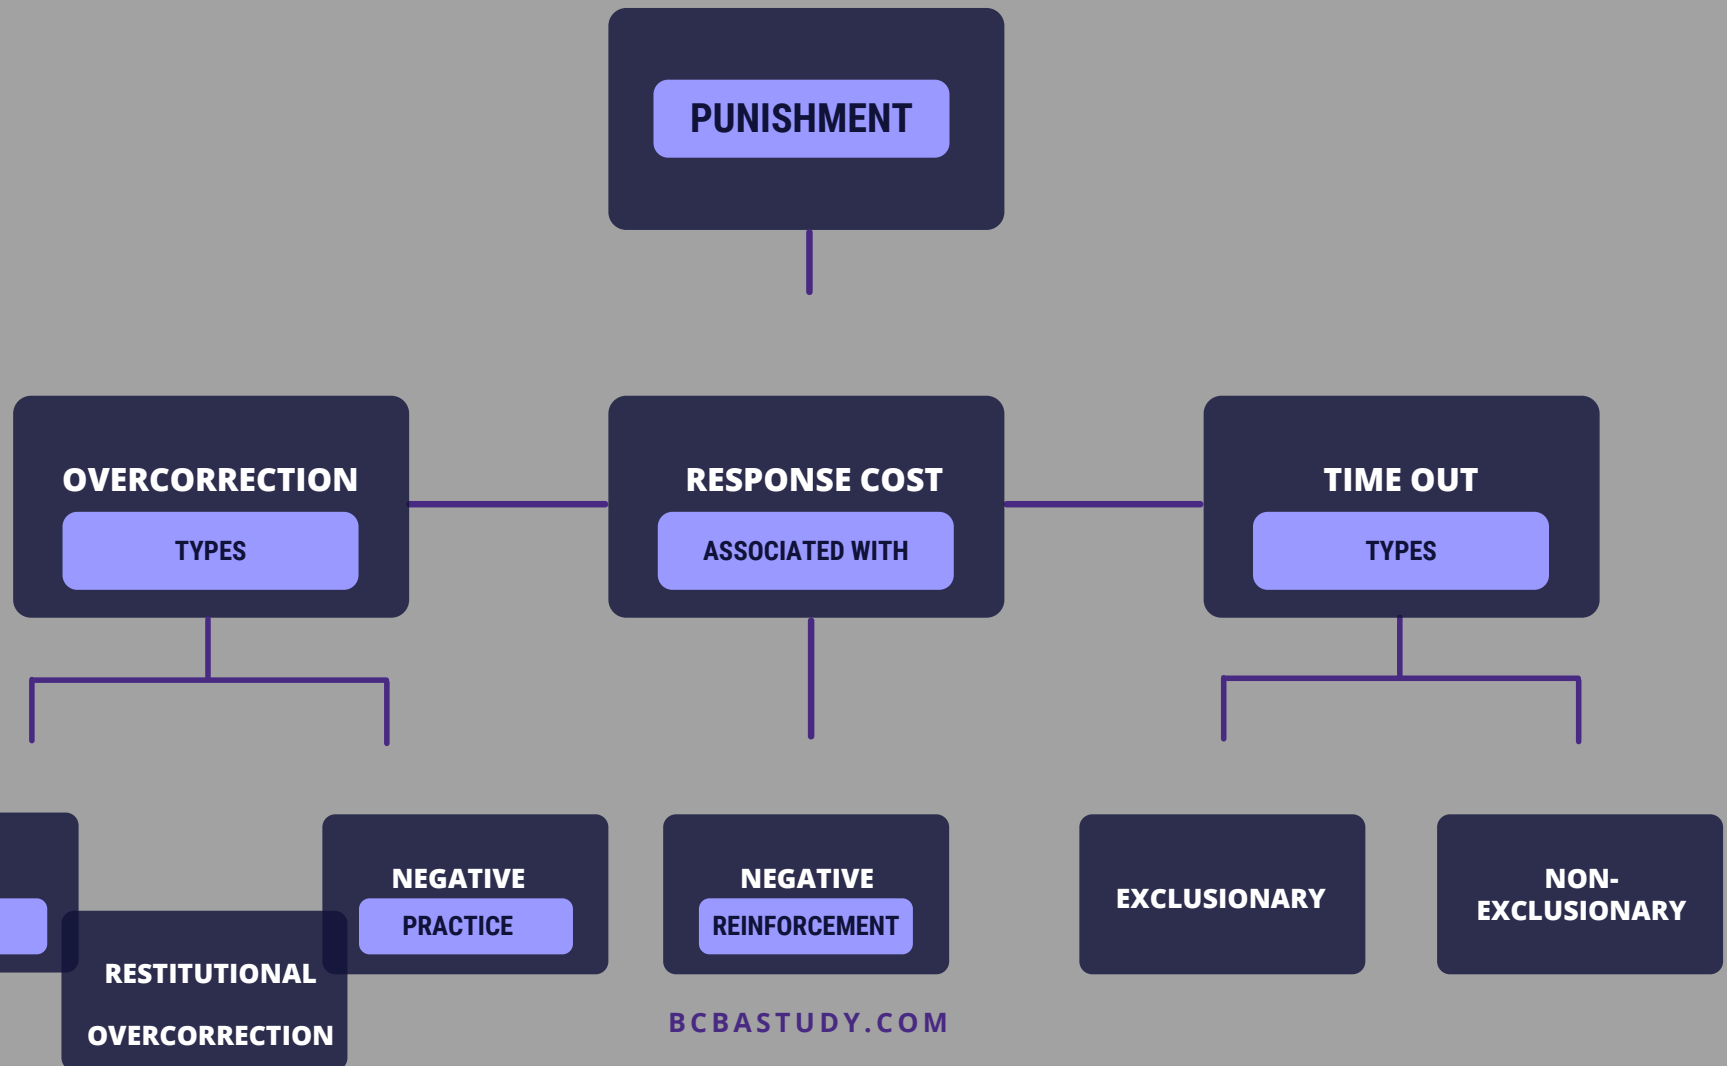 PUNISHMENT
OVERCORRECTION
TYPES
RESPONSE COST
ASSOCIATED WITH
TIME OUT
TYPES
NEGATIVE
PRACTICE
NEGATIVE
REINFORCEMENT
EXCLUSIONARY
NON-
EXCLUSIONARY
RESTITUTIONAL
OVERCORRECTION
BCBASTUDY.COM